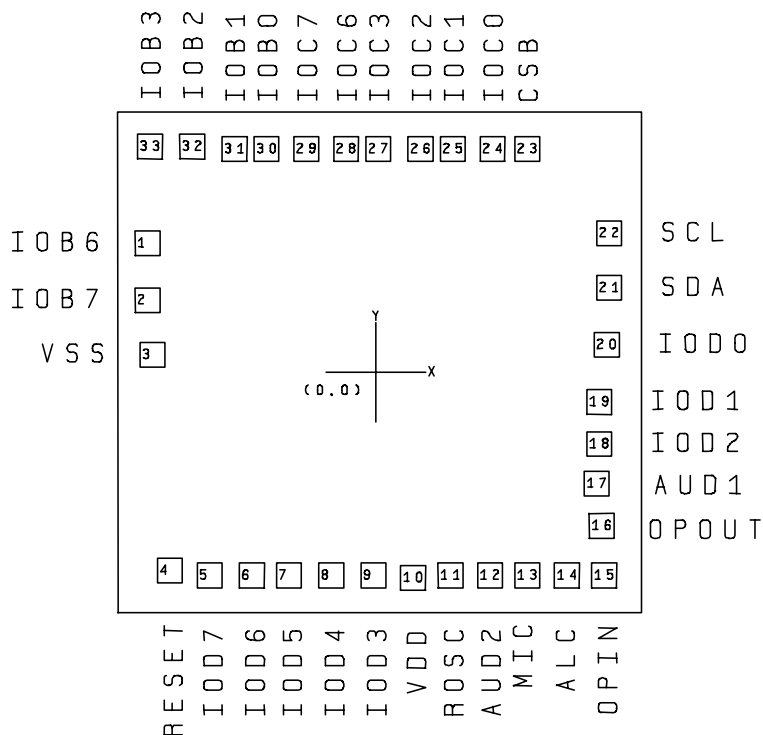 IOB3 IOB2 IOB1 IOB0 IOC7 IOC6 IOC3 IOC2 IOC1 IOC0 CSB
33 32 31 30 29 28 27 26 25 24 23
IOB6 1
22 SCL
IOB7 2
21 SDA
VSS 3
20 IOD0
Y
X
(0.0)
19 IOD1
18 IOD2
17 AUD1
16 OPOUT
4 5 6 7 8 9 10 11 12 13 14 15
RESET IOD7 IOD6 IOD5 IOD4 IOD3 VDD ROSC AUD2 MIC ALC OPIN